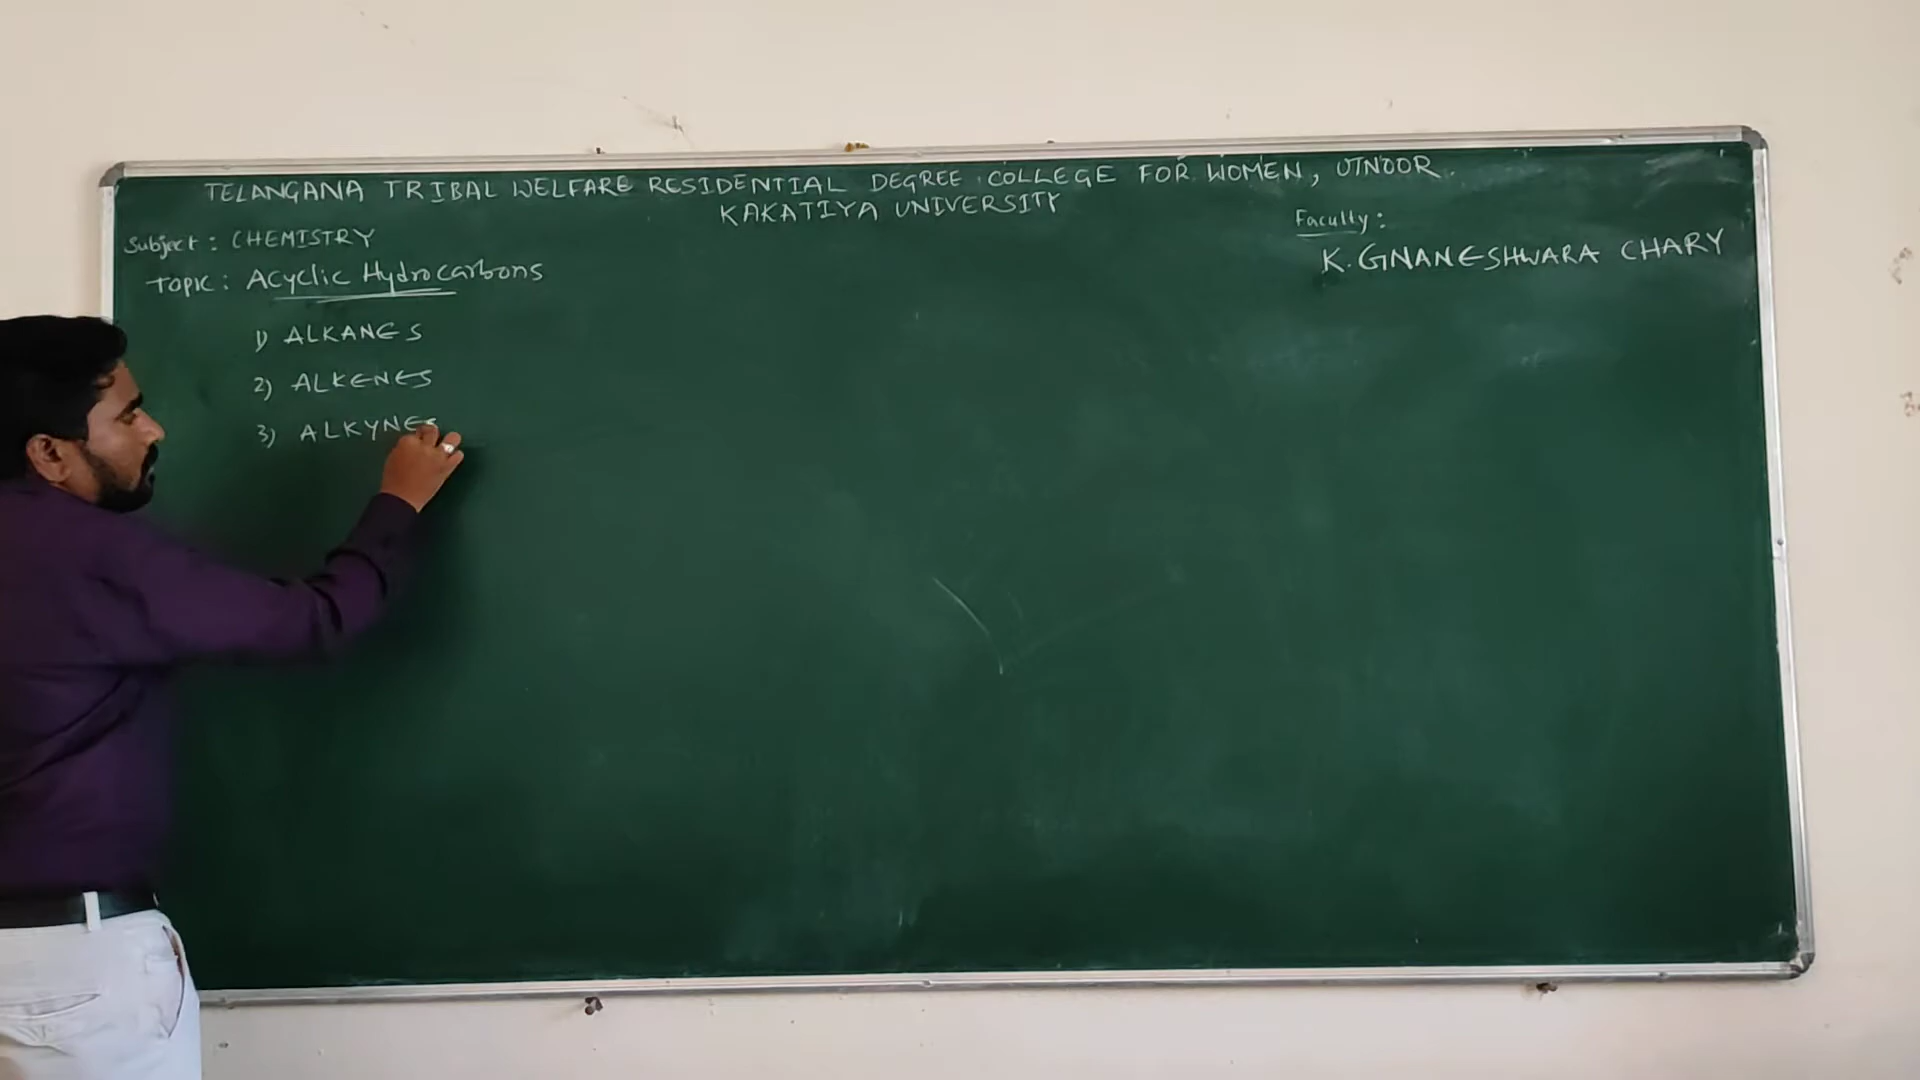 TELANGANA TRIBAL WELFARE RESIDENTIAL DEGREE COLLEGE FOR WOMEN, UTNOOR.
KAKATIYA UNIVERSITY
Faculty:
K. GNANESHWARA CHARY
Subject: CHEMISTRY
Topic: Acyclic Hydrocarbons
1) ALKANES
2) ALKENES
3) ALKYNES